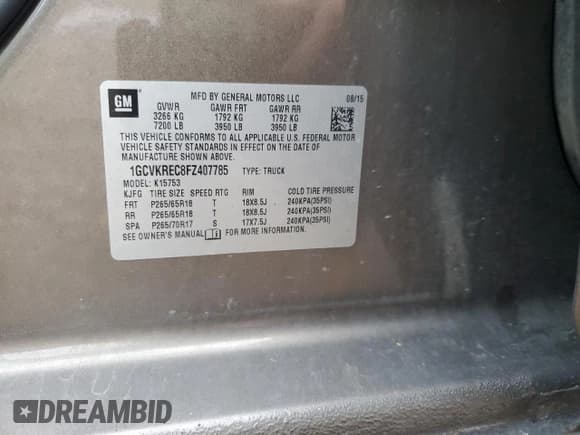 GM
MFD BY GENERAL MOTORS LLC 08/15
GVWR GAWR FRT GAWR RR
3266 KG 1792 KG 1792 KG
7200 LB 3950 LB 3950 LB
THIS VEHICLE CONFORMS TO ALL APPLICABLE U.S. FEDERAL MOTOR
VEHICLE SAFETY STANDARDS IN EFFECT ON THE DATE OF
MANUFACTURE SHOWN ABOVE.
1GCVKREC8FZ407785 TYPE: TRUCK
MODEL: K15753
KJFG TIRE SIZE SPEED RTG RIM COLD TIRE PRESSURE
FRT P265/65R18 T 18X8.5J 240KPA(35PSI)
RR P265/65R18 T 18X8.5J 240KPA(35PSI)
SPA P265/70R17 S 17X7.5J 240KPA(35PSI)
SEE OWNER'S MANUAL FOR MORE INFORMATION.
DREAMBID